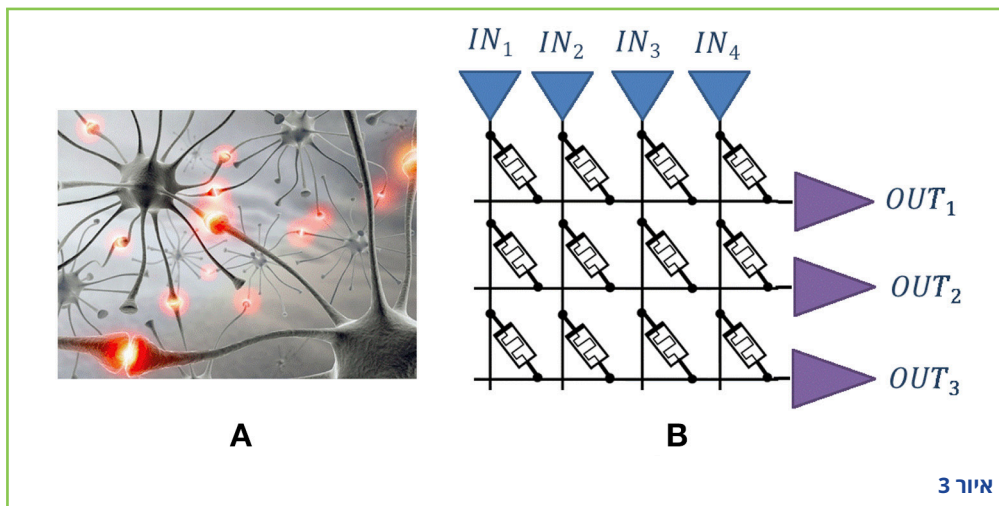 IN₁ IN₂ IN₃ IN₄
OUT₁
OUT₂
OUT₃
A B
איור 3